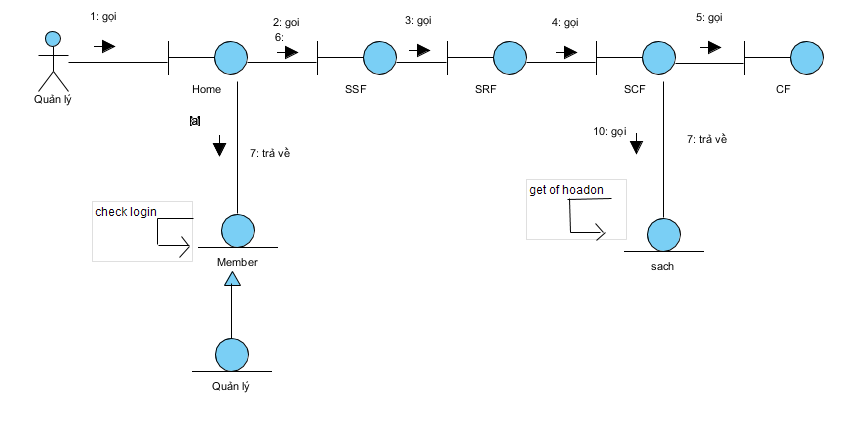 1: gọi
2: goi
6:
3: gọi
4: gọi
5: gọi
Quản lý
Home
SSF
SRF
SCF
CF
7: trả về
10: gọi
7: trả về
check login
get of hoadon
Member
sach
Quản lý